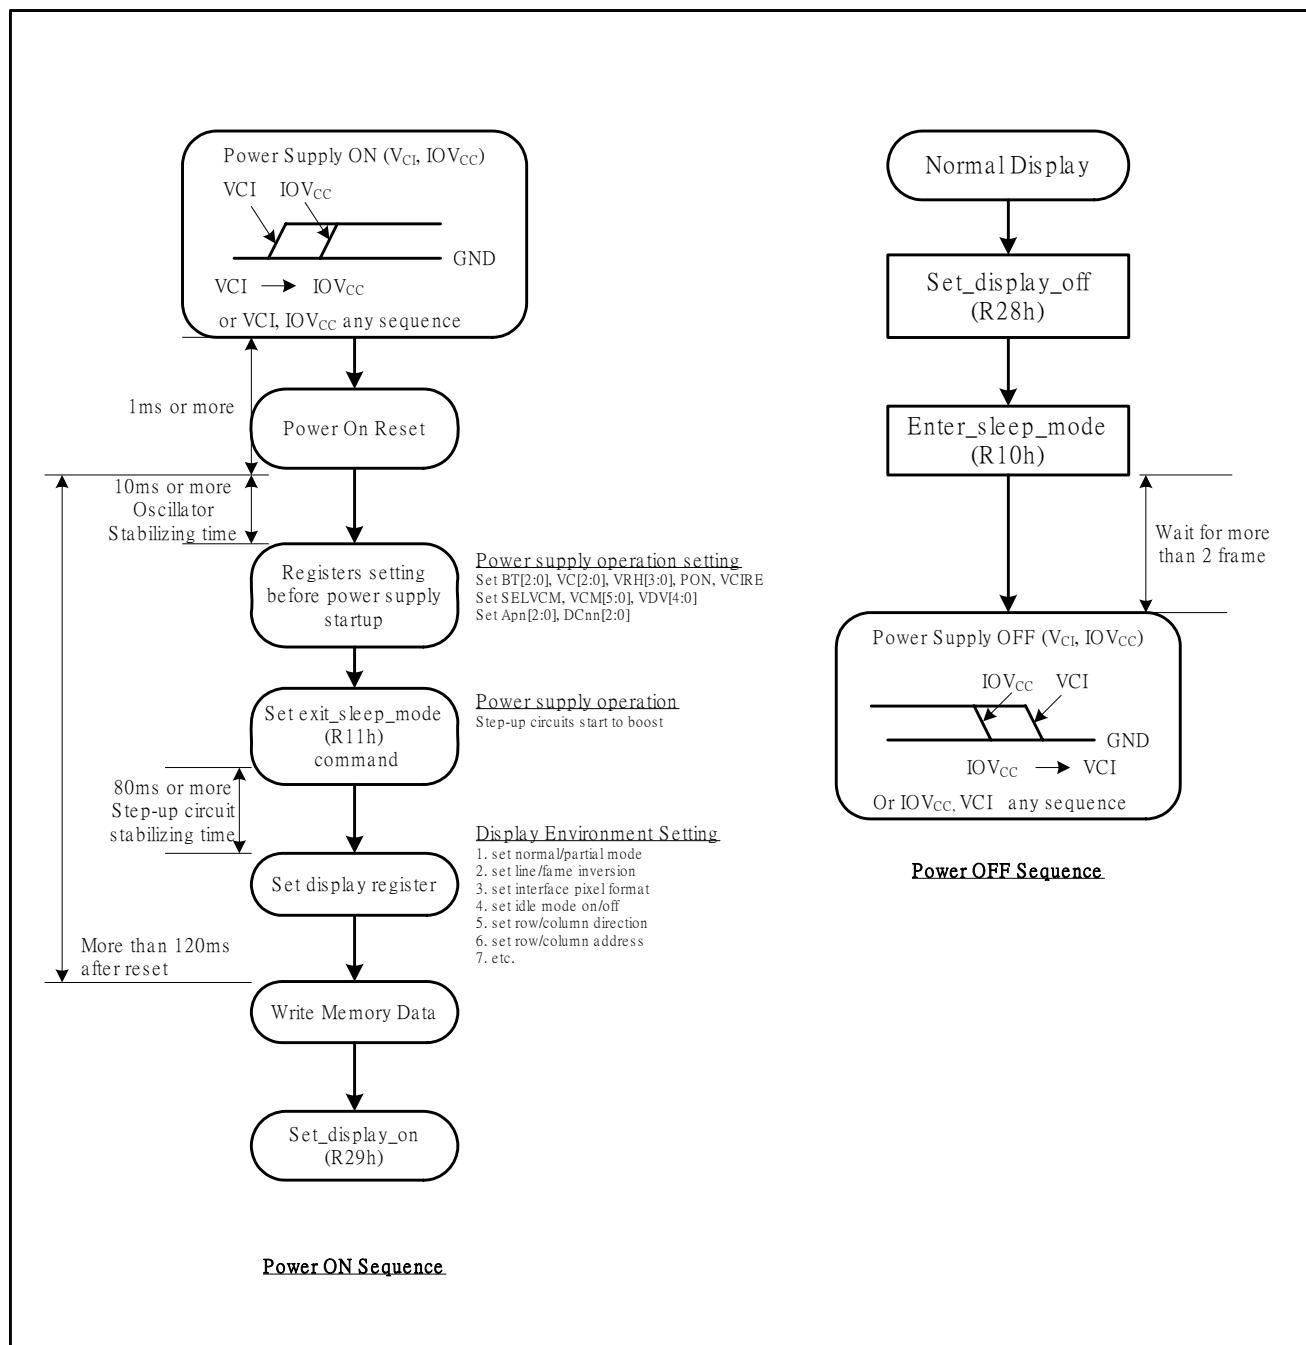 Power Supply ON (VCI, IOVCC)
VCI IOVCC
GND
VCI IOVCC
or VCI, IOVCC any sequence
1ms or more
Power On Reset
10ms or more
Oscillator
Stabilizing time
Registers setting
before power supply
startup
Power supply operation setting
Set BT[2:0], VC[2:0], VRH[3:0], PON, VCIRE
Set SELVCM, VCM[5:0], VDV[4:0]
Set Apn[2:0], DCnn[2:0]
Set exit_sleep_mode
(R11h)
command
Power supply operation
Step-up circuits start to boost
80ms or more
Step-up circuit
stabilizing time
Set display register
Display Environment Setting
1. set normal/partial mode
2. set line/fame inversion
3. set interface pixel format
4. set idle mode on/off
5. set row/column direction
6. set row/column address
7. etc.
More than 120ms
after reset
Write Memory Data
Set_display_on
(R29h)
Power ON Sequence
Normal Display
Set_display_off
(R28h)
Enter_sleep_mode
(R10h)
Wait for more
than 2 frame
Power Supply OFF (VCI, IOVCC)
IOVCC VCI
GND
IOVCC VCI
Or IOVCC, VCI any sequence
Power OFF Sequence